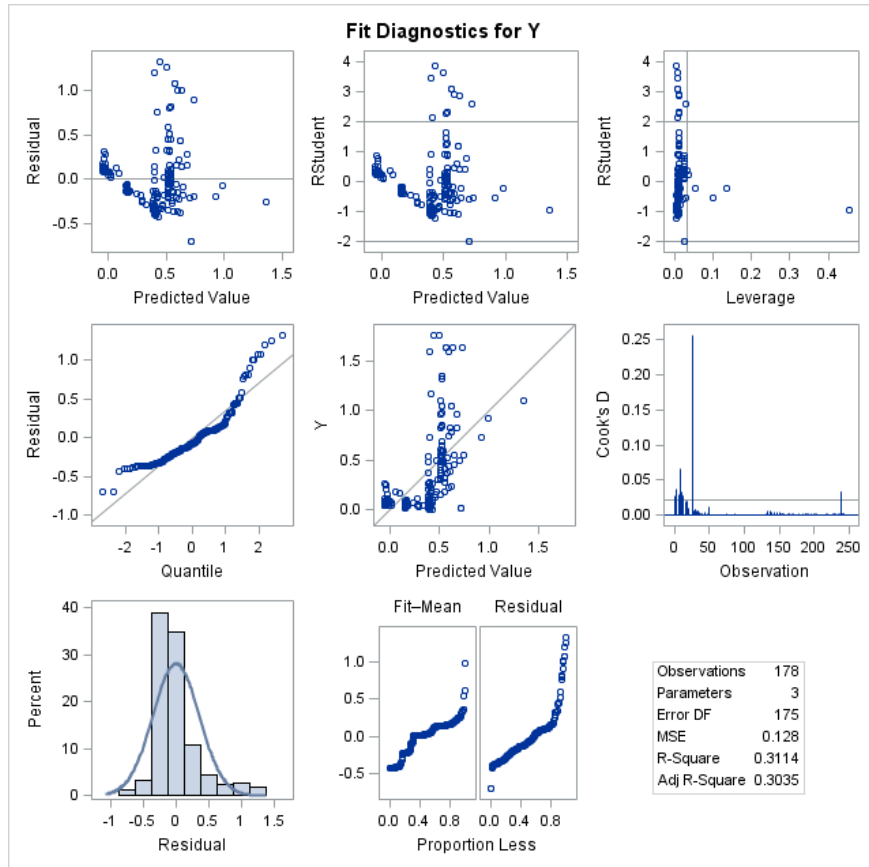 Fit Diagnostics for Y
Residual
1.0
0.5
0.0
-0.5
0.0 0.5 1.0 1.5
Predicted Value
RStudent
4
3
2
1
0
-1
-2
0.0 0.5 1.0 1.5
Predicted Value
RStudent
4
3
2
1
0
-1
-2
0.0 0.1 0.2 0.4
Leverage
Residual
1.0
0.5
0.0
-0.5
-1.0
-2 0 2
Quantile
Y
1.5
1.0
0.5
0.0
0.0 0.5 1.0 1.5
Predicted Value
Cook's D
0.25
0.20
0.15
0.10
0.05
0.00
0 50 100 150 200 250
Observation
Percent
40
30
20
10
0
-1 -0.5 0 0.5 1
Residual
Fit–Mean Residual
1.0
0.5
0.0
-0.5
0.0 0.4 0.8 0.0 0.4 0.8
Proportion Less
Observations 178
Parameters 3
Error DF 175
MSE 0.128
R-Square 0.3114
Adj R-Square 0.3035